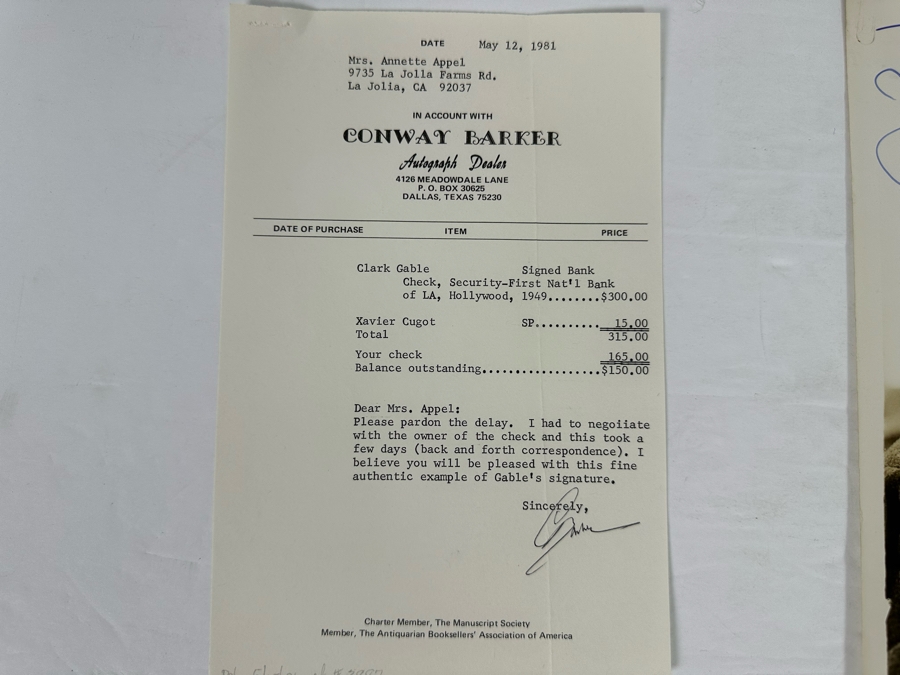 DATE May 12, 1981
Mrs. Annette Appel
9735 La Jolla Farms Rd.
La Jolia, CA 92037
IN ACCOUNT WITH
CONWAY BARKER
Autograph Dealer
4126 MEADOWDALE LANE
P. O. BOX 30625
DALLAS, TEXAS 75230
DATE OF PURCHASE ITEM PRICE
Clark Gable Signed Bank
Check, Security-First Nat'l Bank
of LA, Hollywood, 1949........$300.00
Xavier Cugot SP.......... 15.00
Total 315.00
Your check 165.00
Balance outstanding..................$150.00
Dear Mrs. Appel:
Please pardon the delay. I had to negoiiate
with the owner of the check and this took a
few days (back and forth correspondence). I
believe you will be pleased with this fine
authentic example of Gable's signature.
Sincerely,
Charter Member, The Manuscript Society
Member, The Antiquarian Booksellers' Association of America